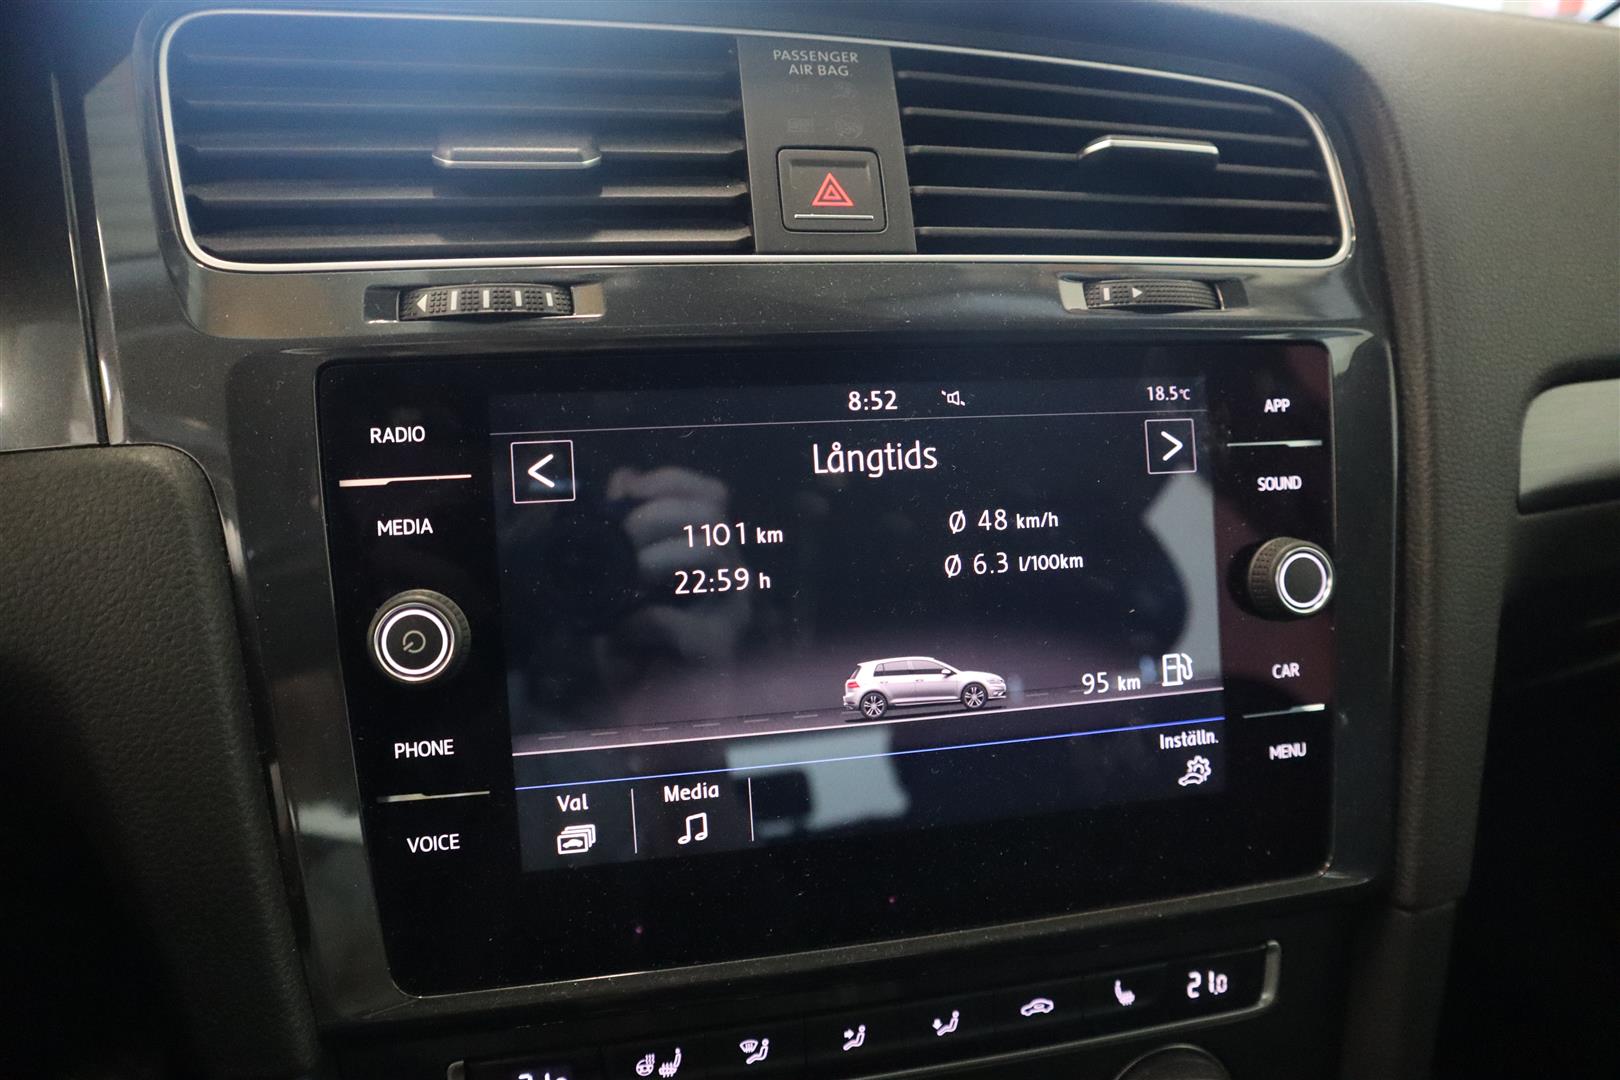 PASSENGER
AIR BAG
RADIO
MEDIA
PHONE
VOICE
8:52
18.5°C
Långtids
1101 km
22:59 h
Ø 48 km/h
Ø 6.3 l/100km
95 km
Inställn.
Val
Media
APP
SOUND
CAR
MENU
21.0